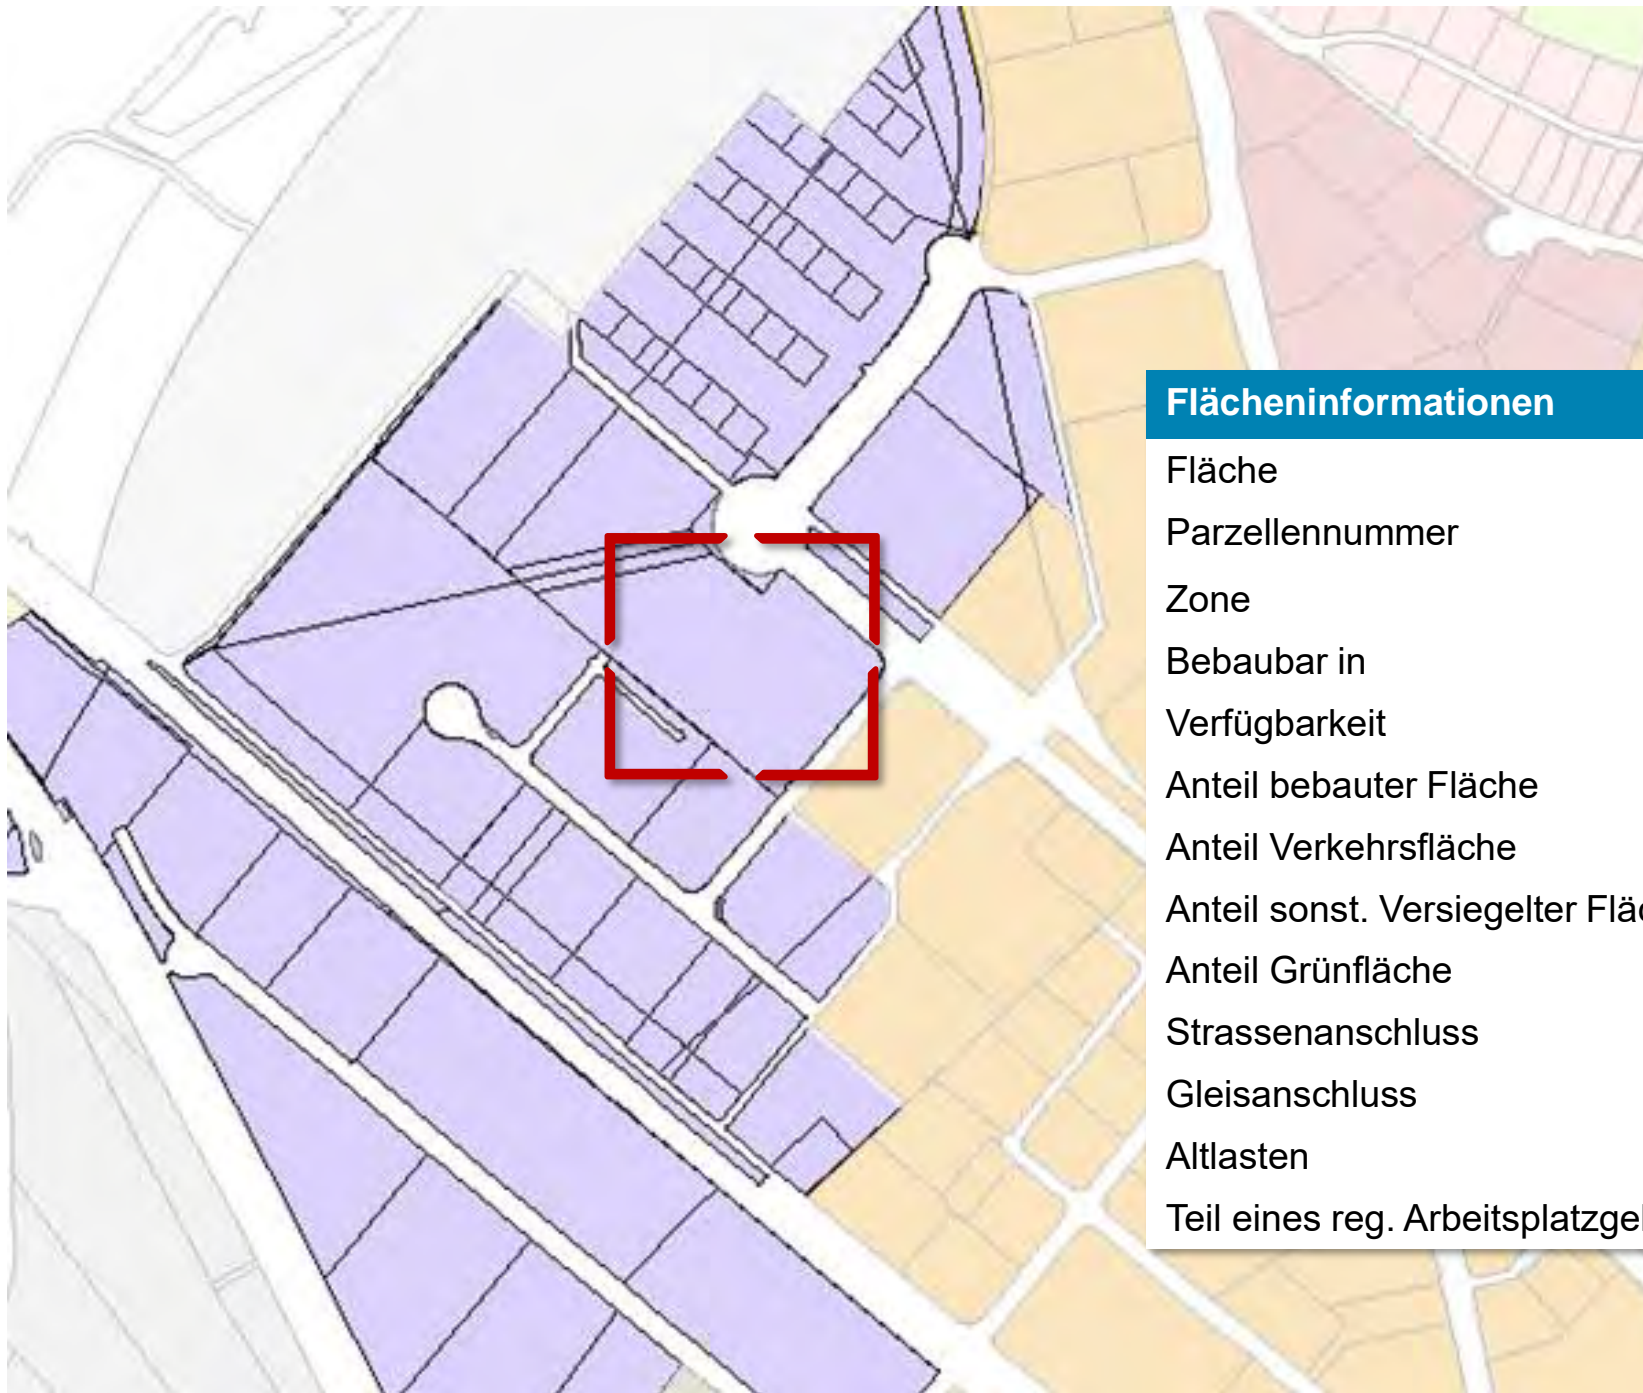 Flächeninformationen
Fläche
Parzellennummer
Zone
Bebaubar in
Verfügbarkeit
Anteil bebauter Fläche
Anteil Verkehrsfläche
Anteil sonst. Versiegelter
Anteil Grünfläche
Strassenanschluss
Gleisanschluss
Altlasten
Teil eines reg.